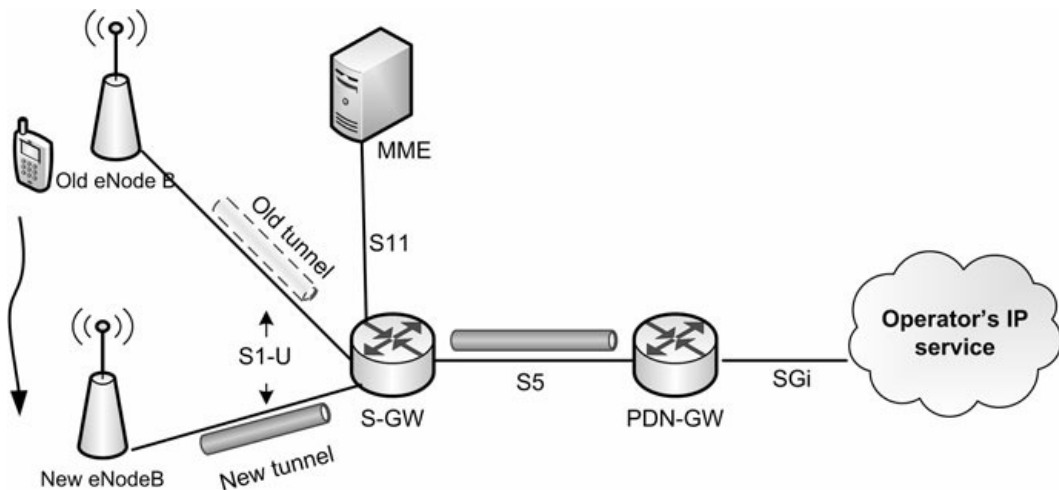 MME
Old eNode B
Old tunnel
S11
S1-U
Operator's IP
service
S5
SGi
S-GW
PDN-GW
New eNodeB
New tunnel